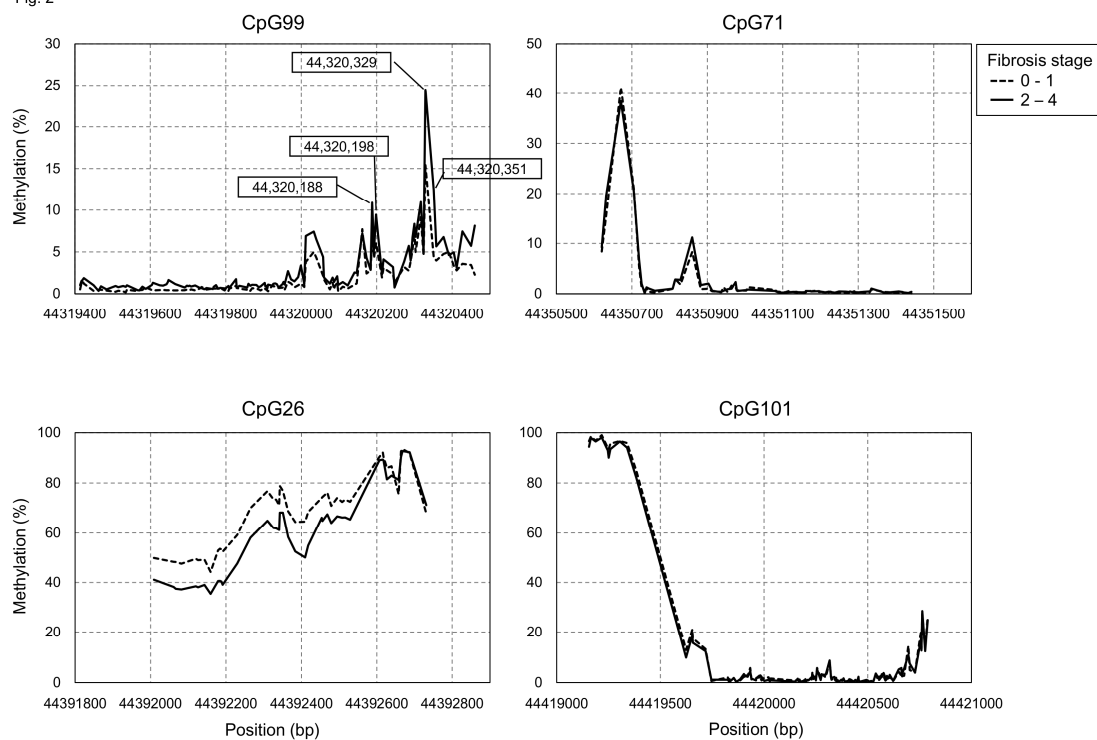 Fig. 2
CpG99
CpG71
Fibrosis stage
0 - 1
2 – 4
Methylation (%)
30
25
20
15
10
5
0
44,320,329
44,320,198
44,320,188
44,320,351
44319400 44319600 44319800 44320000 44320200 44320400
50
40
30
20
10
0
44350500 44350700 44350900 44351100 44351300 44351500
CpG26
CpG101
Methylation (%)
100
80
60
40
20
0
44391800 44392000 44392200 44392400 44392600 44392800
Position (bp)
100
80
60
40
20
0
44419000 44419500 44420000 44420500 44421000
Position (bp)